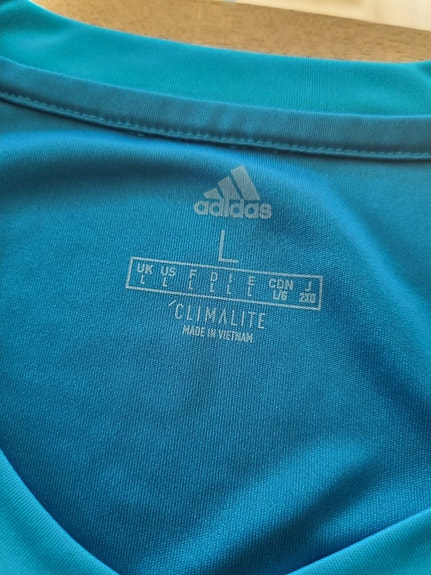 adidas
L
UK US F D I E CDN J
L L L L L L L/G 2XO
CLIMALITE
MADE IN VIETNAM